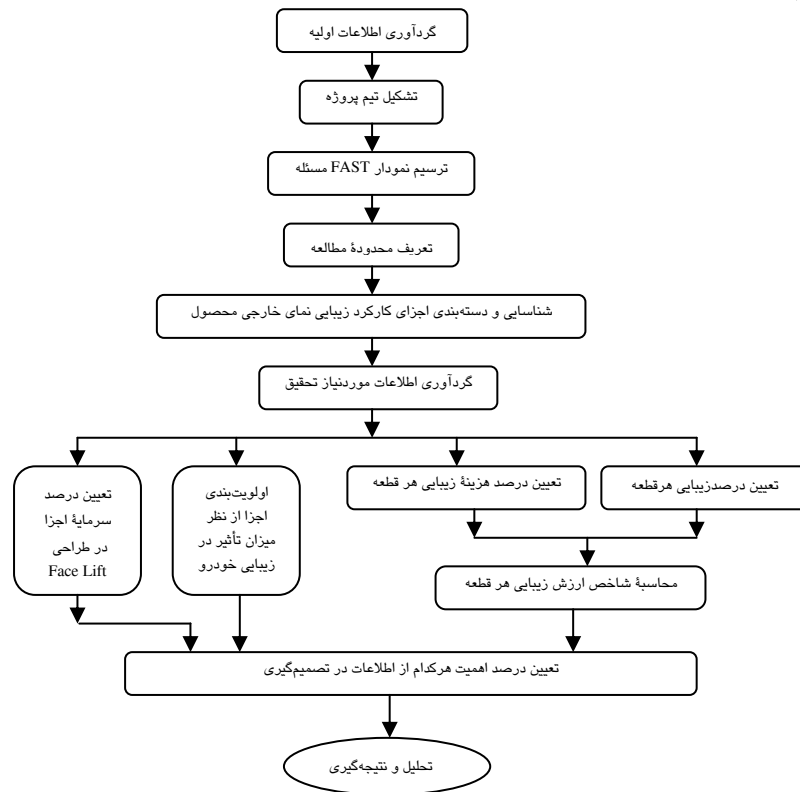 گردآوری اطلاعات اولیه
تشکیل تیم پروژه
ترسیم نمودار FAST مسئله
تعریف محدودهٔ مطالعه
شناسایی و دسته‌بندی اجزای کارکرد زیبایی نمای خارجی محصول
گردآوری اطلاعات موردنیاز تحقیق
تعیین درصدزیبایی هرقطعه
تعیین درصد هزینهٔ زیبایی هر قطعه
اولویت‌بندی
اجزا از نظر
میزان تأثیر در
زیبایی خودرو
تعیین درصد
سرمایهٔ اجزا
در طراحی
Face Lift
محاسبهٔ شاخص ارزش زیبایی هر قطعه
تعیین درصد اهمیت هرکدام از اطلاعات در تصمیم‌گیری
تحلیل و نتیجه‌گیری